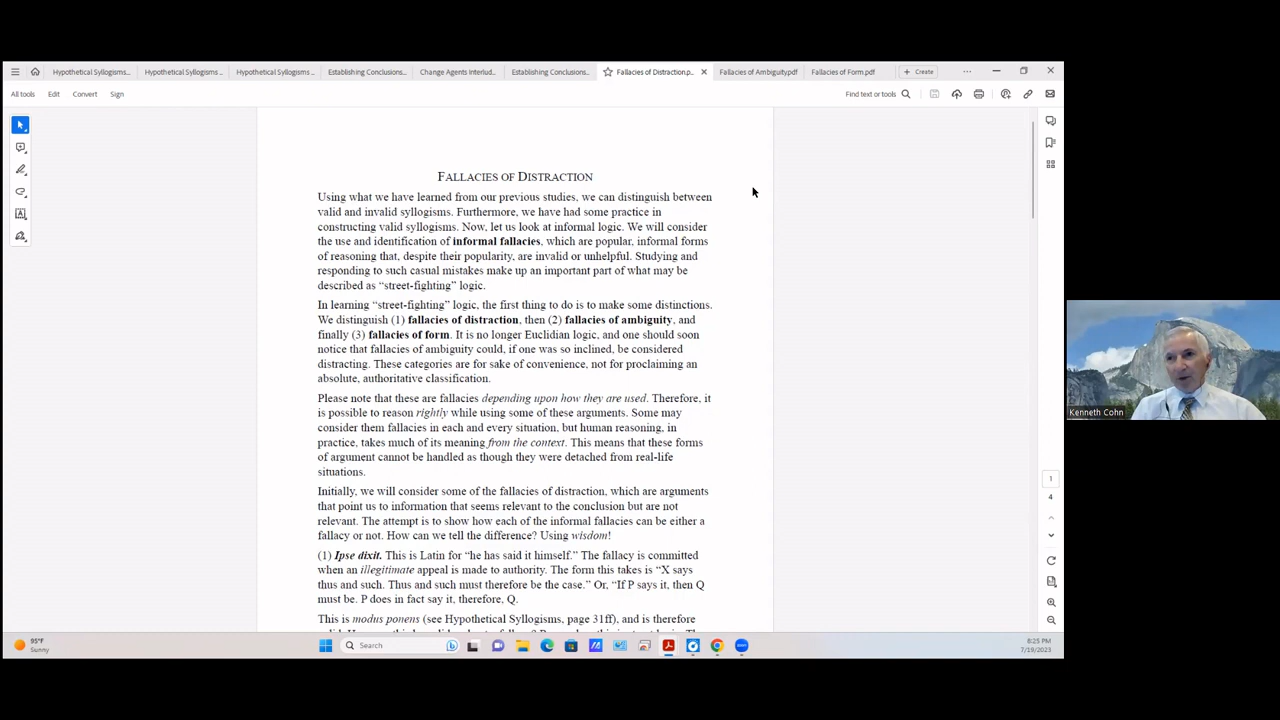 Hypothetical Syllogisms...
Hypothetical Syllogisms ...
Hypothetical Syllogisms ...
Establishing Conclusions...
Change Agents Interlud...
Establishing Conclusions...
Fallacies of Distraction.p...
Fallacies of Ambiguity.pdf
Fallacies of Form.pdf
Create
All tools
Edit
Convert
Sign
Find text or tools
FALLACIES OF DISTRACTION
Using what we have learned from our previous studies, we can distinguish between
valid and invalid syllogisms. Furthermore, we have had some practice in
constructing valid syllogisms. Now, let us look at informal logic. We will consider
the use and identification of informal fallacies, which are popular, informal forms
of reasoning that, despite their popularity, are invalid or unhelpful. Studying and
responding to such casual mistakes make up an important part of what may be
described as “street-fighting” logic.
In learning “street-fighting” logic, the first thing to do is to make some distinctions.
We distinguish (1) fallacies of distraction, then (2) fallacies of ambiguity, and
finally (3) fallacies of form. It is no longer Euclidian logic, and one should soon
notice that fallacies of ambiguity could, if one was so inclined, be considered
distracting. These categories are for sake of convenience, not for proclaiming an
absolute, authoritative classification.
Please note that these are fallacies depending upon how they are used. Therefore, it
is possible to reason rightly while using some of these arguments. Some may
consider them fallacies in each and every situation, but human reasoning, in
practice, takes much of its meaning from the context. This means that these forms
of argument cannot be handled as though they were detached from real-life
situations.
Initially, we will consider some of the fallacies of distraction, which are arguments
that point us to information that seems relevant to the conclusion but are not
relevant. The attempt is to show how each of the informal fallacies can be either a
fallacy or not. How can we tell the difference? Using wisdom!
(1) Ipse dixit. This is Latin for “he has said it himself.” The fallacy is committed
when an illegitimate appeal is made to authority. The form this takes is “X says
thus and such. Thus and such must therefore be the case.” Or, “If P says it, then Q
must be. P does in fact say it, therefore, Q.
This is modus ponens (see Hypothetical Syllogisms, page 31ff), and is therefore
1
4
Kenneth Cohn
95°F
Sunny
Search
8:25 PM
7/19/2023